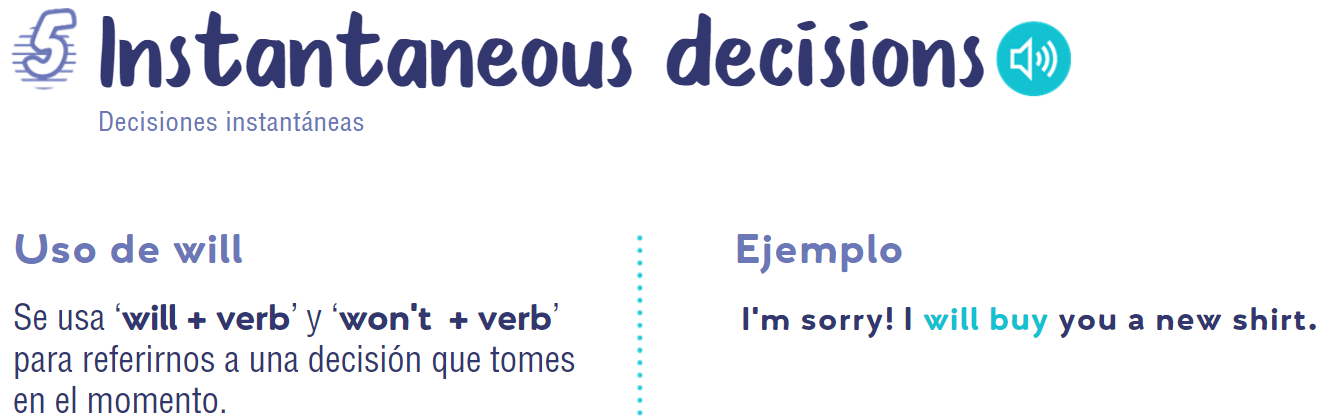 5 Instantaneous decisions
Decisiones instantáneas
Uso de will
Se usa ‘will + verb’ y ‘won't + verb’
para referirnos a una decisión que tomes
en el momento.
Ejemplo
I'm sorry! I will buy you a new shirt.